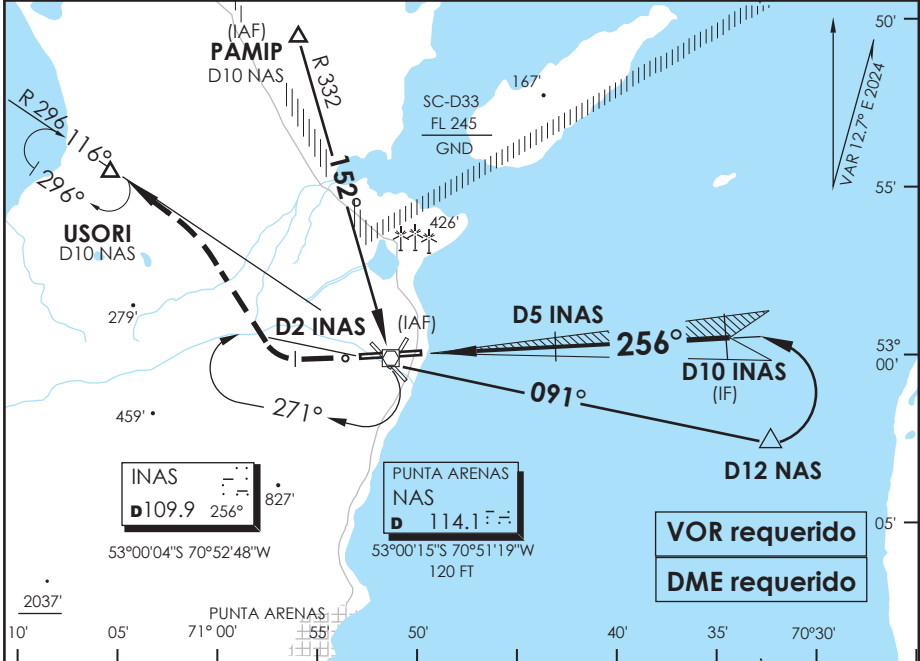 50'
(IAF)
PAMIP
D10 NAS
R 332
167'
SC-D33
FL 245
GND
VAR 12.7° E 2024
R 296
116°
296°
152°
55'
USORI
D10 NAS
426'
279'
D2 INAS
(IAF)
D5 INAS
256°
53°
00'
D10 INAS
(IF)
091°
271°
459'
D12 NAS
INAS
D109.9 256°
827'
53°00'04"S 70°52'48"W
PUNTA ARENAS
NAS
D 114.1
53°00'15"S 70°51'19"W
120 FT
05'
VOR requerido
DME requerido
2037'
PUNTA ARENAS
10' 05' 71° 00' 55' 50' 40' 35' 70°30'